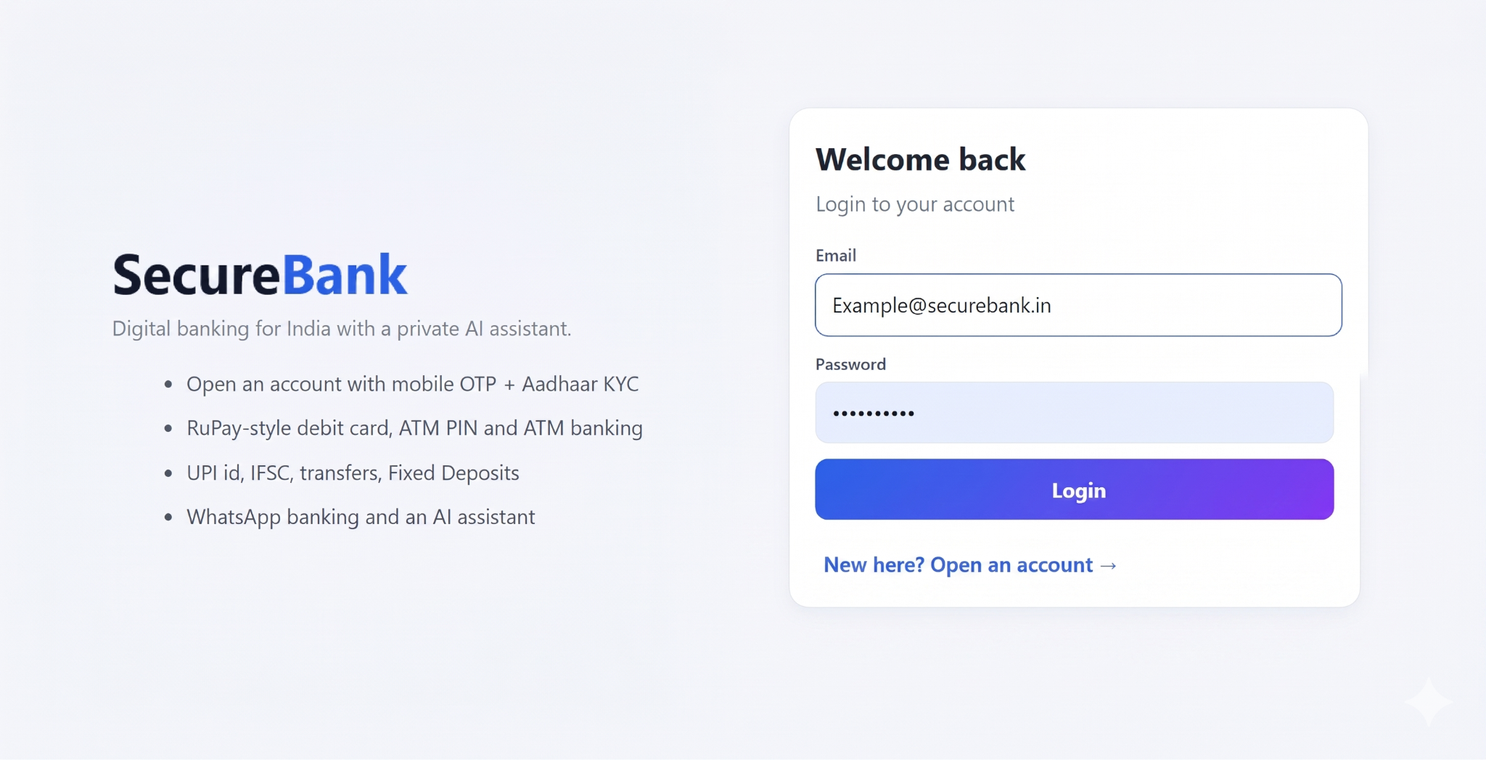 SecureBank
Digital banking for India with a private AI assistant.
• Open an account with mobile OTP + Aadhaar KYC
• RuPay-style debit card, ATM PIN and ATM banking
• UPI id, IFSC, transfers, Fixed Deposits
• WhatsApp banking and an AI assistant
Welcome back
Login to your account
Email
Example@securebank.in
Password
••••••••••
Login
New here? Open an account →